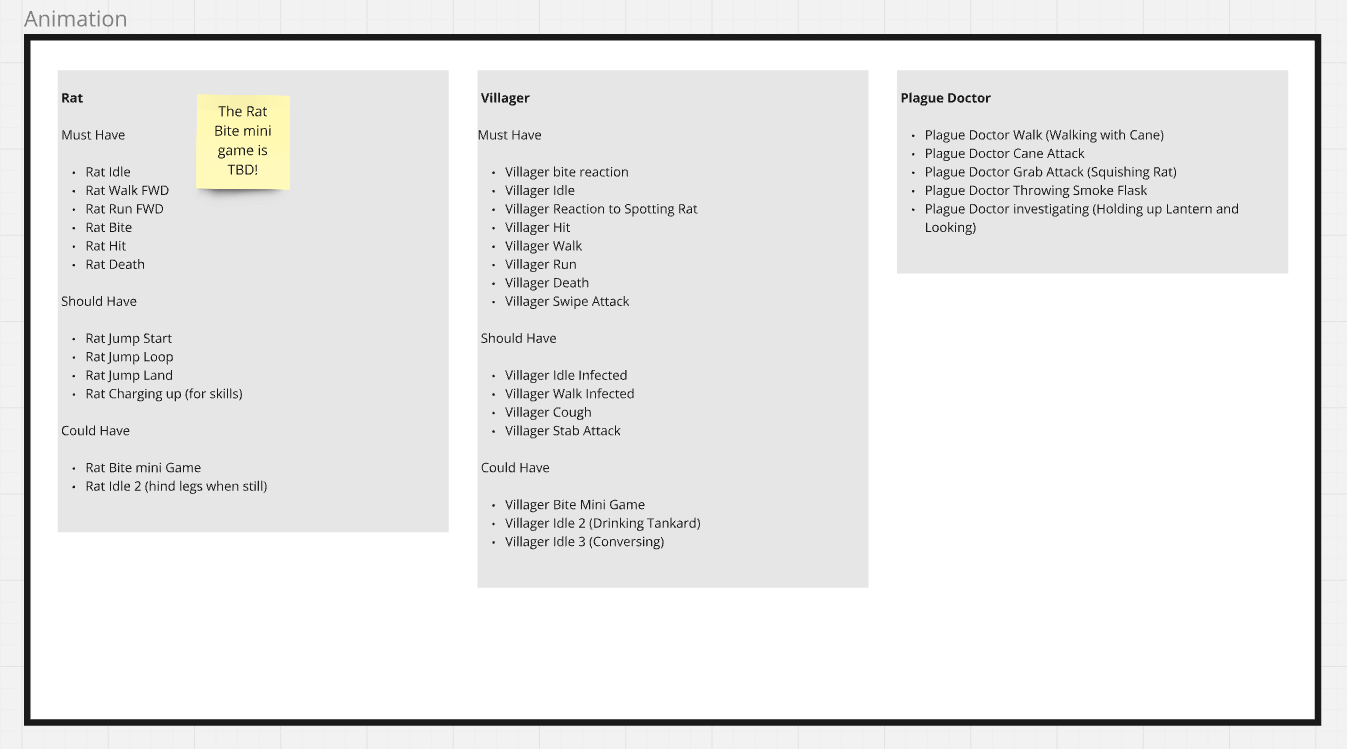 Animation
Rat
The Rat
Bite mini
game is
TBD!
Must Have
• Rat Idle
• Rat Walk FWD
• Rat Run FWD
• Rat Bite
• Rat Hit
• Rat Death
Should Have
• Rat Jump Start
• Rat Jump Loop
• Rat Jump Land
• Rat Charging up (for skills)
Could Have
• Rat Bite mini Game
• Rat Idle 2 (hind legs when still)
Villager
Must Have
• Villager bite reaction
• Villager Idle
• Villager Reaction to Spotting Rat
• Villager Hit
• Villager Walk
• Villager Run
• Villager Death
• Villager Swipe Attack
Should Have
• Villager Idle Infected
• Villager Walk Infected
• Villager Cough
• Villager Stab Attack
Could Have
• Villager Bite Mini Game
• Villager Idle 2 (Drinking Tankard)
• Villager Idle 3 (Conversing)
Plague Doctor
• Plague Doctor Walk (Walking with Cane)
• Plague Doctor Cane Attack
• Plague Doctor Grab Attack (Squishing Rat)
• Plague Doctor Throwing Smoke Flask
• Plague Doctor investigating (Holding up Lantern and
Looking)